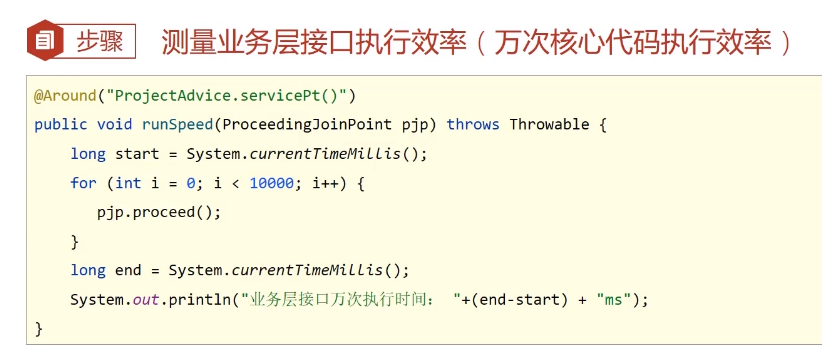 步骤 测量业务层接口执行效率（万次核心代码执行效率）
@Around("ProjectAdvice.servicePt()")
public void runSpeed(ProceedingJoinPoint pjp) throws Throwable {
    long start = System.currentTimeMillis();
    for (int i = 0; i < 10000; i++) {
       pjp.proceed();
    }
    long end = System.currentTimeMillis();
    System.out.println("业务层接口万次执行时间： "+(end-start) + "ms");
}